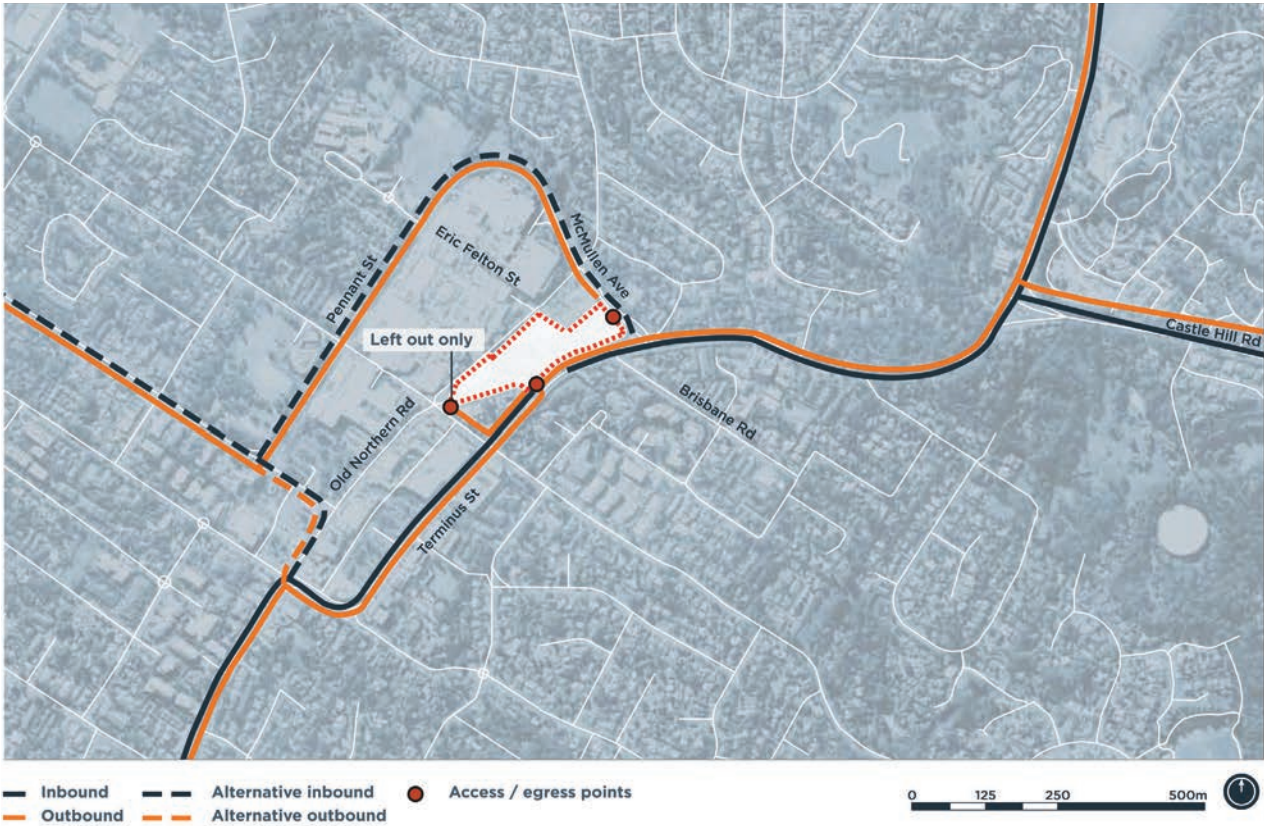 McMullen Ave
Eric Felton St
Pennant St
Left out only
Castle Hill Rd
Old Northern Rd
Brisbane Rd
Terminus St
Inbound
Alternative inbound
Access / egress points
Outbound
Alternative outbound
0 125 250 500m